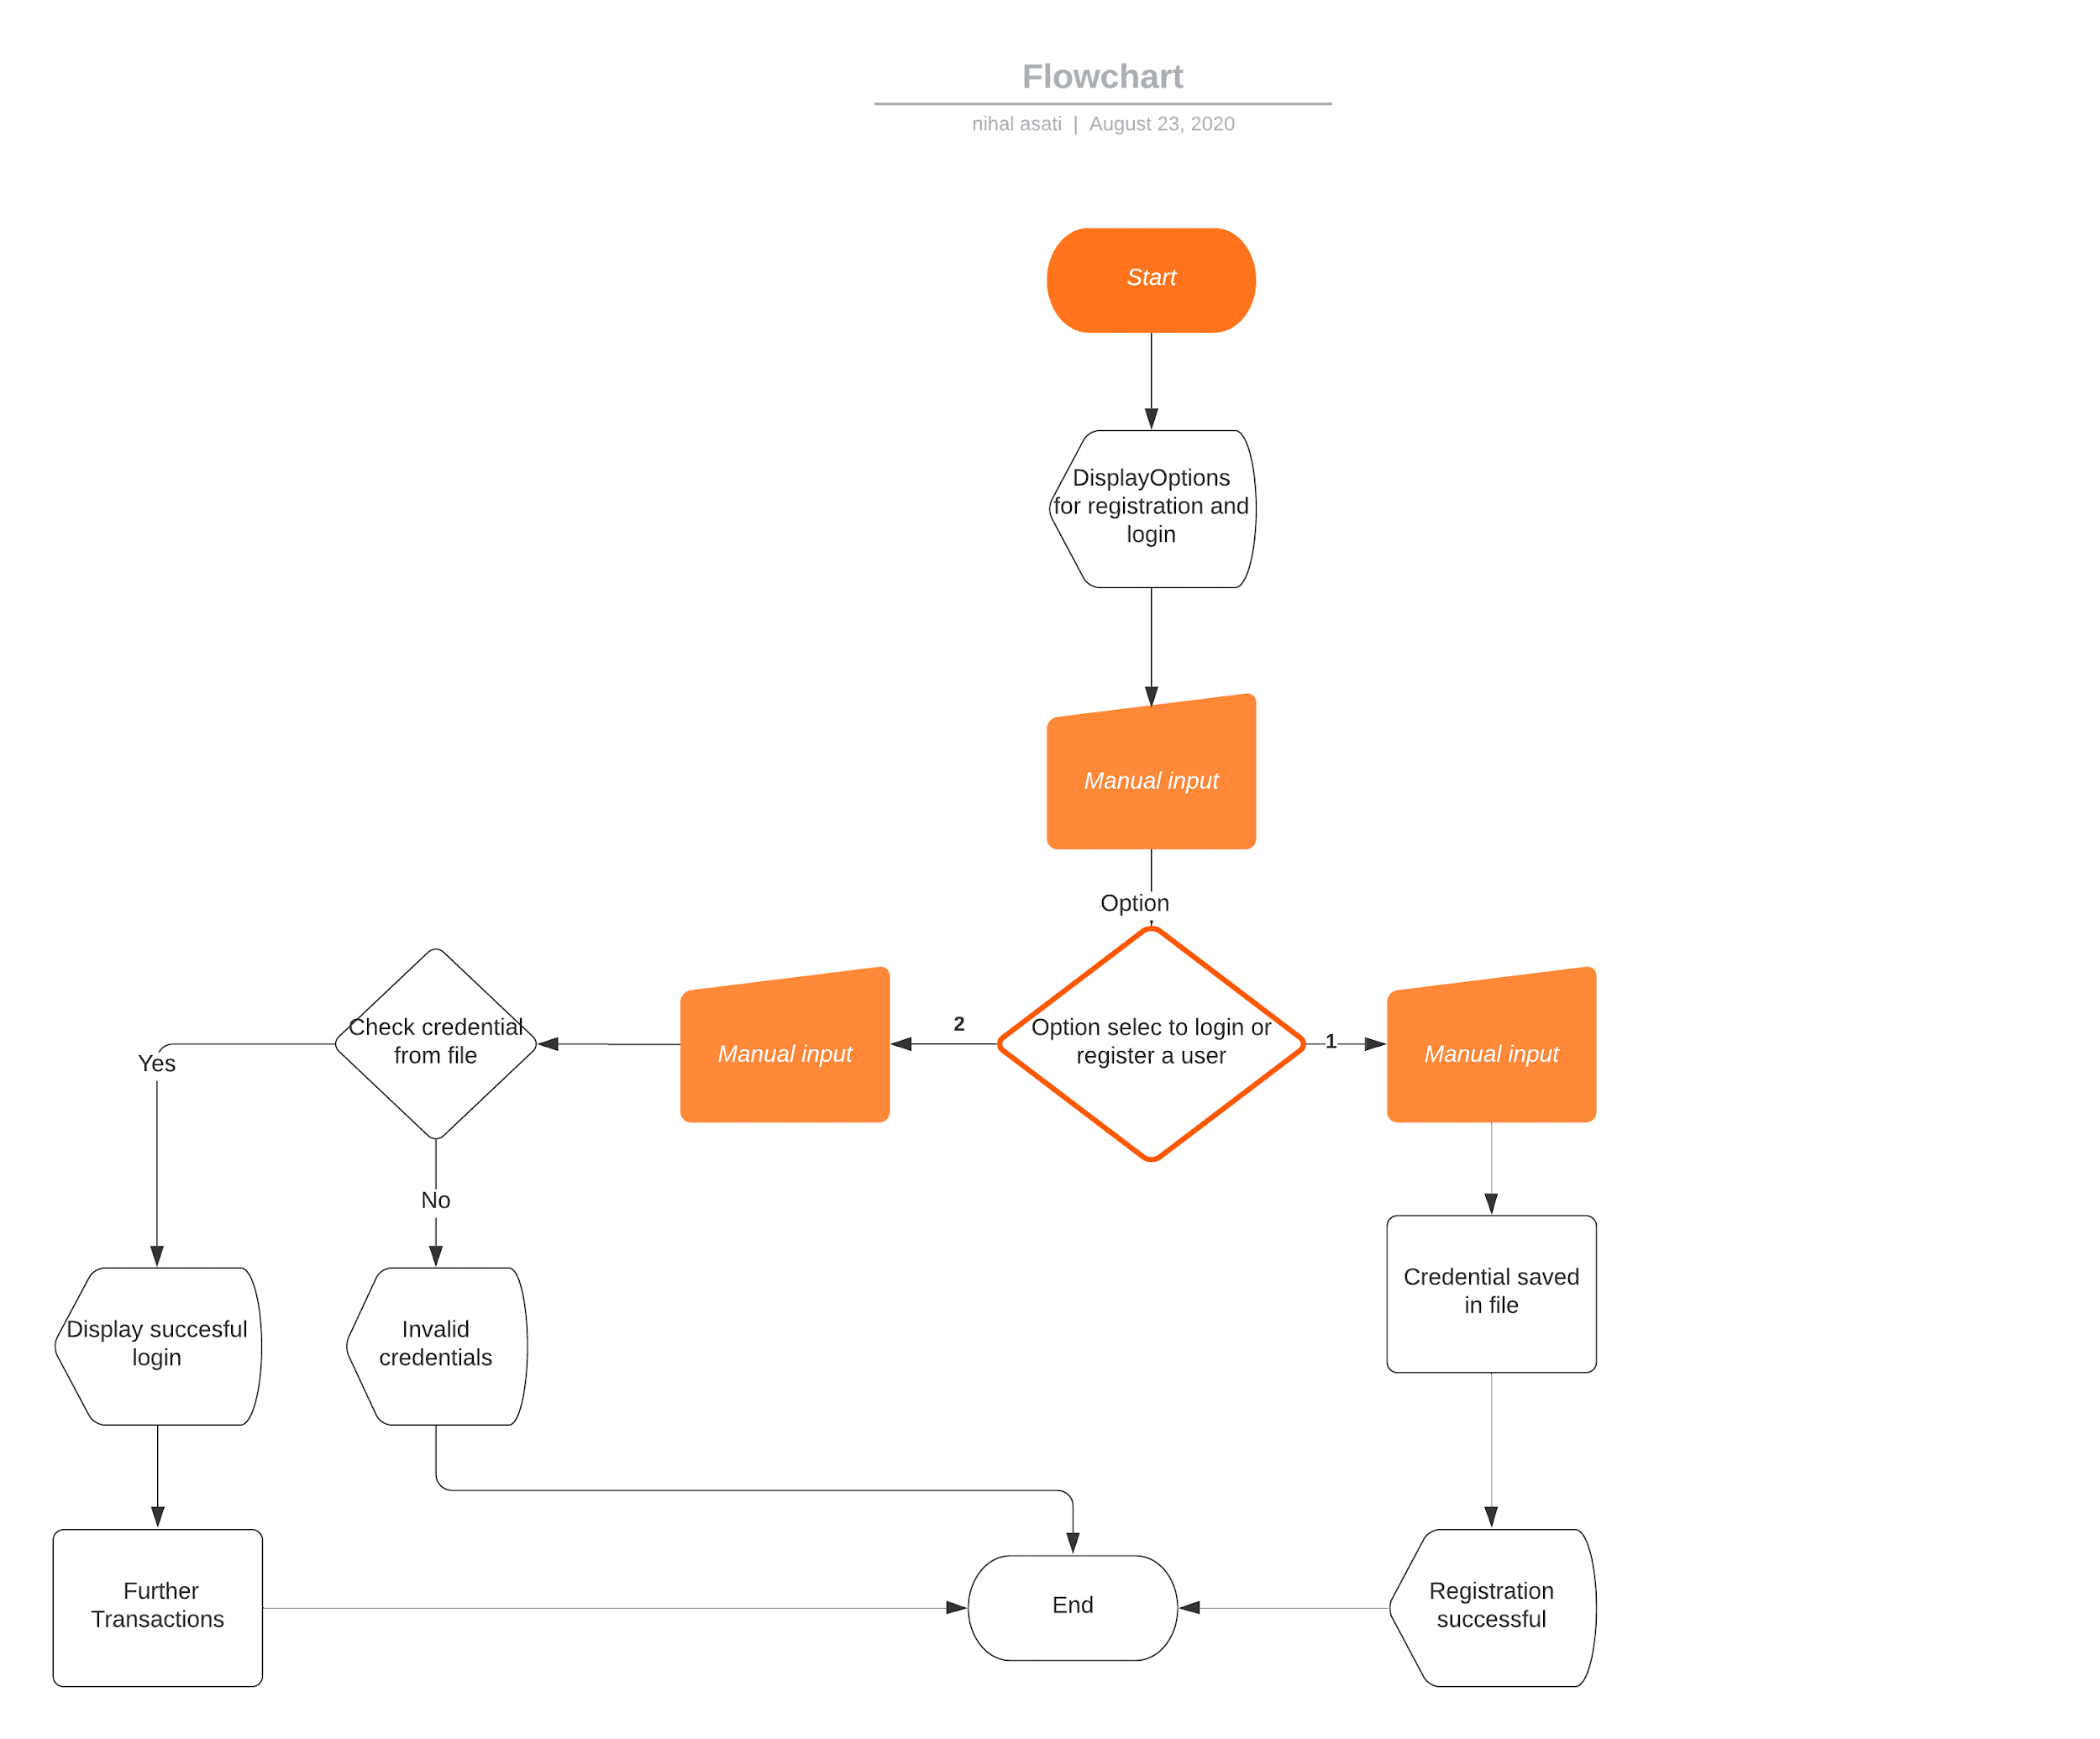 Flowchart
nihal asati | August 23, 2020
Start
DisplayOptions
for registration and
login
Manual input
Option
Option selec to login or
register a user
1
Manual input
Credential saved
in file
Registration
successful
2
Manual input
Check credential
from file
Yes
No
Display succesful
login
Invalid
credentials
Further
Transactions
End